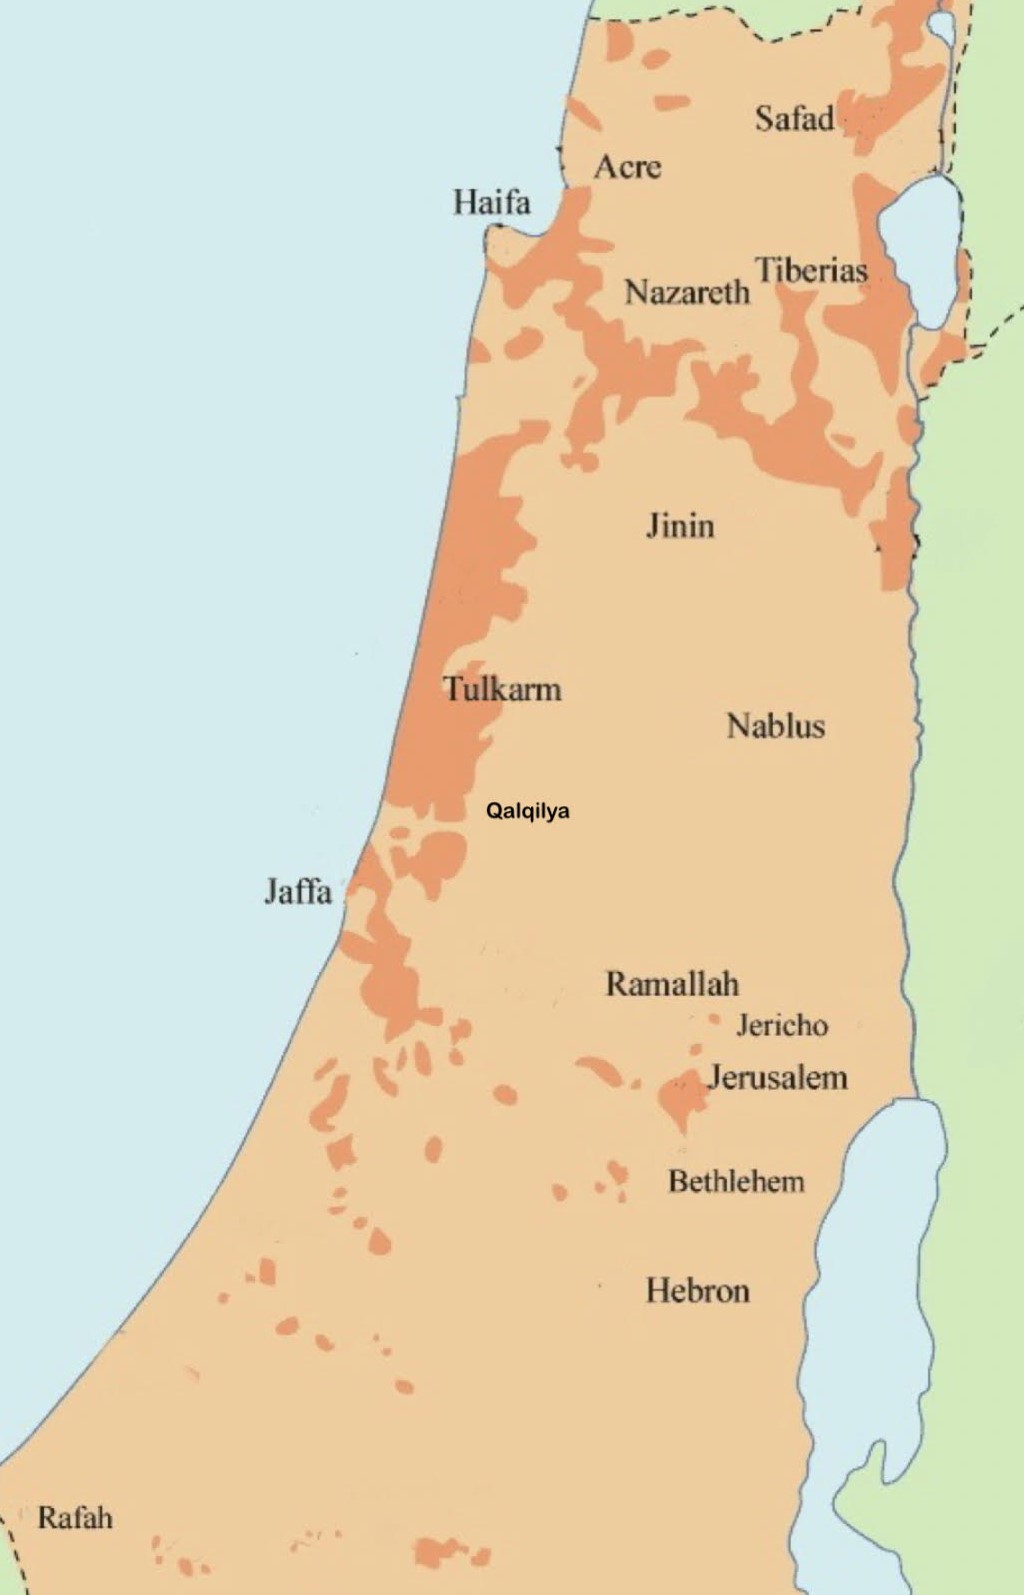 Safad
Acre
Haifa
Tiberias
Nazareth
Jinin
Tulkarm
Nablus
Qalqilya
Jaffa
Ramallah
Jericho
Jerusalem
Bethlehem
Hebron
Rafah